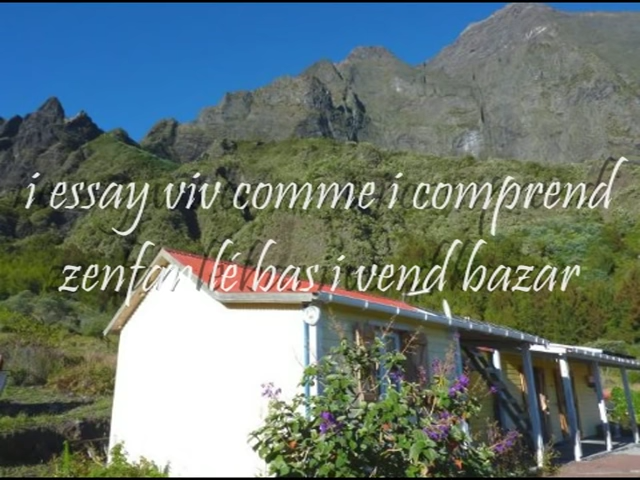 i essay viv comme i comprend
zenfan lé bas i vend bazar